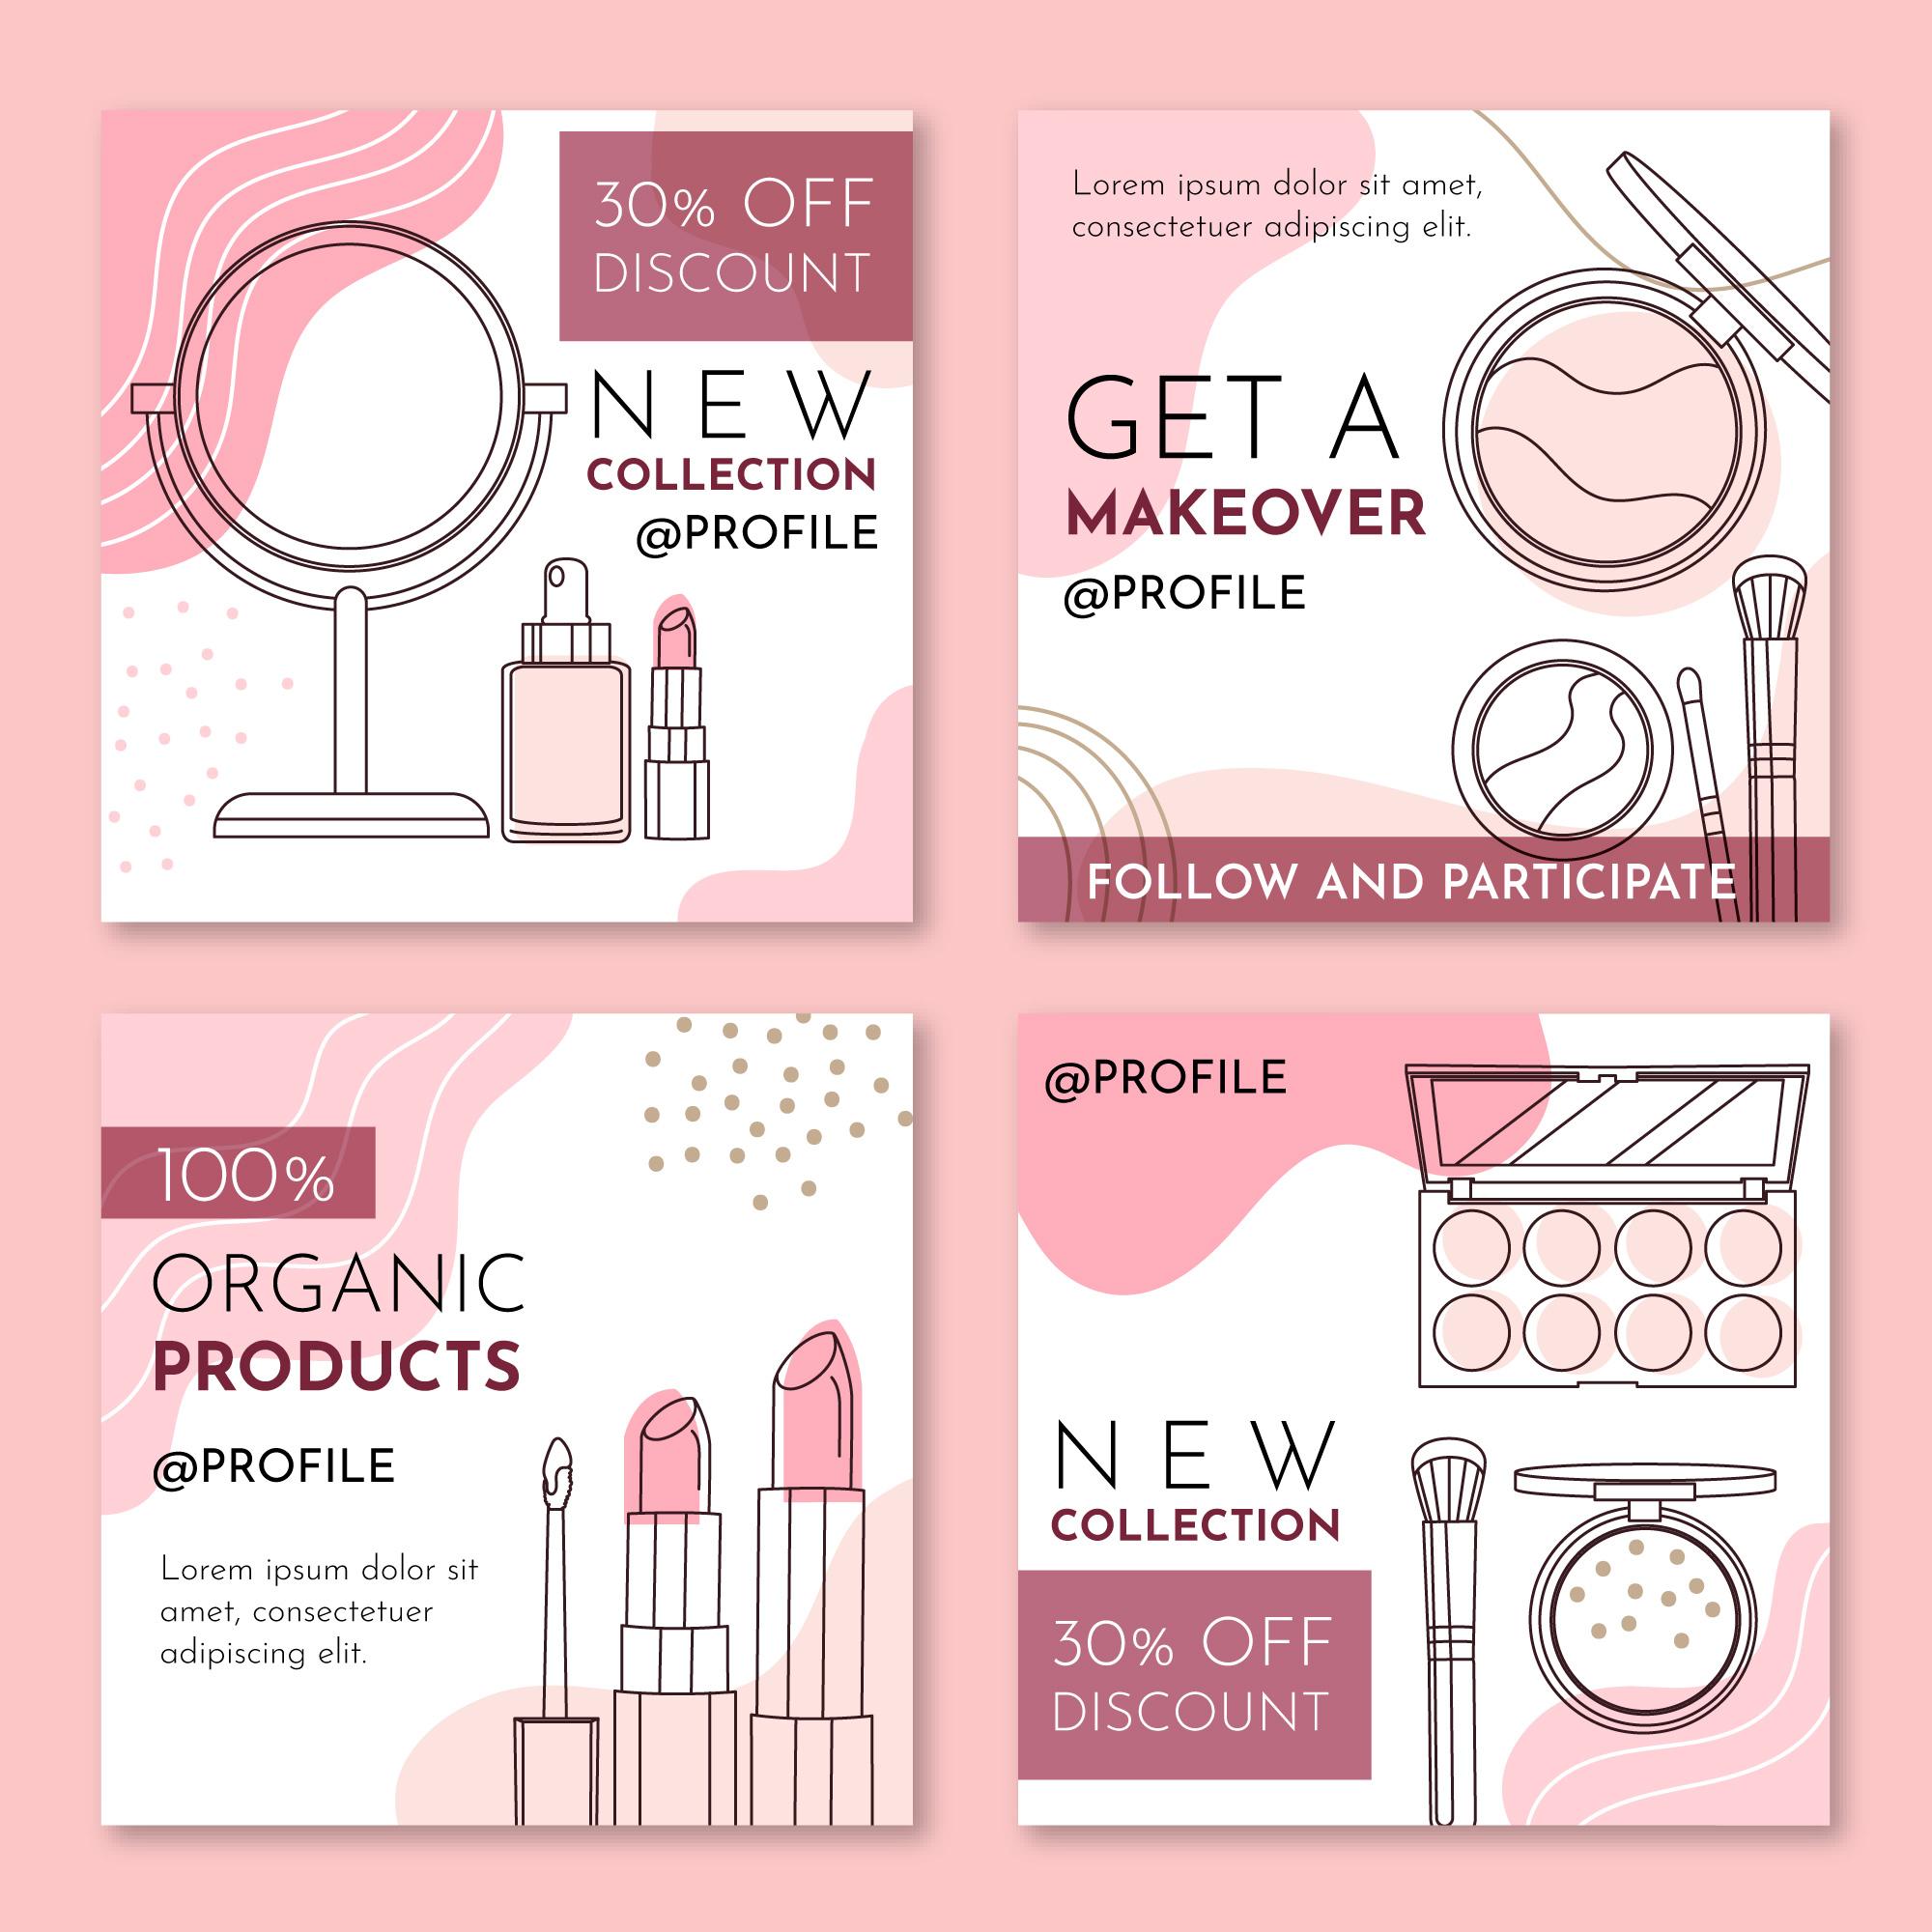 30% OFF
DISCOUNT
NEW
COLLECTION
@PROFILE
Lorem ipsum dolor sit amet,
consectetuer adipiscing elit.
GET A
MAKEOVER
@PROFILE
FOLLOW AND PARTICIPATE
100%
ORGANIC
PRODUCTS
@PROFILE
Lorem ipsum dolor sit
amet, consectetuer
adipiscing elit.
@PROFILE
NEW
COLLECTION
30% OFF
DISCOUNT